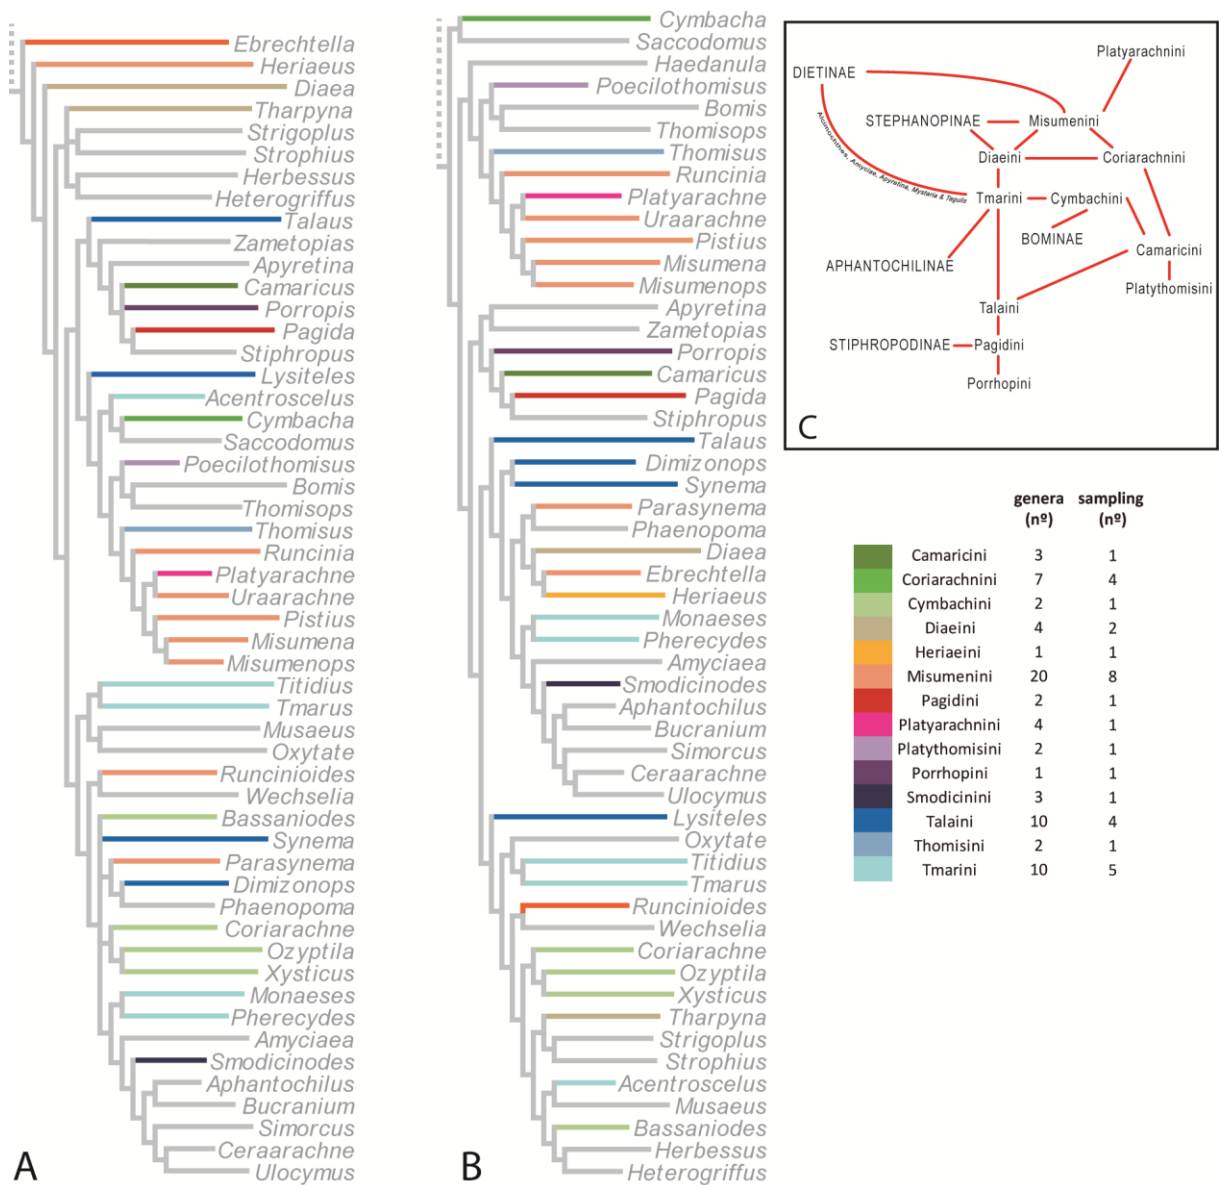 A
Ebrechtella
Heriaeus
Diaea
Tharpyna
Strigoplus
Strophius
Herbessus
Heterogriffus
Talaus
Zametopias
Apyretina
Camaricus
Porropis
Pagida
Stiphropus
Lysiteles
Acentroscelus
Cymbacha
Saccodomus
Poecilothomisus
Bomis
Thomisops
Thomisus
Runcinia
Platyarachne
Uraarachne
Pistius
Misumena
Misumenops
Titidius
Tmarus
Musaeus
Oxytate
Runcinioides
Wechselia
Bassaniodes
Synema
Parasynema
Dimizonops
Phaenopoma
Coriarachne
Ozyptila
Xysticus
Monaeses
Pherecydes
Amyciaea
Smodicinodes
Aphantochilus
Bucranium
Simorcus
Ceraarachne
Ulocymus
B
Cymbacha
Saccodomus
Haedanula
Poecilothomisus
Bomis
Thomisops
Thomisus
Runcinia
Platyarachne
Uraarachne
Pistius
Misumena
Misumenops
Apyretina
Zametopias
Porropis
Camaricus
Pagida
Stiphropus
Talaus
Dimizonops
Synema
Parasynema
Phaenopoma
Diaea
Ebrechtella
Heriaeus
Monaeses
Pherecydes
Amyciaea
Smodicinodes
Aphantochilus
Bucranium
Simorcus
Ceraarachne
Ulocymus
Lysiteles
Oxytate
Titidius
Tmarus
Runcinioides
Wechselia
Coriarachne
Ozyptila
Xysticus
Tharpyna
Strigoplus
Strophius
Acentroscelus
Musaeus
Bassaniodes
Herbessus
Heterogriffus
Platyarachnini
DIETINAE
STEPHANOPINAE
Misumenini
Diaeini
Coriarachnini
Amyciae, Apyretina, Mystaria & Tagulis
Tmarini
Cymbachini
BOMINAE
Camaricini
APHANTOCHILINAE
Platythomisini
Talaini
STIPHROPODINAE
Pagidini
Porrhopini
C
genera sampling
(nº) (nº)
Camaricini 3 1
Coriarachnini 7 4
Cymbachini 2 1
Diaeini 4 2
Heriaeini 1 1
Misumenini 20 8
Pagidini 2 1
Platyarachnini 4 1
Platythomisini 2 1
Porrhopini 1 1
Smodicinini 3 1
Talaini 10 4
Thomisini 2 1
Tmarini 10 5